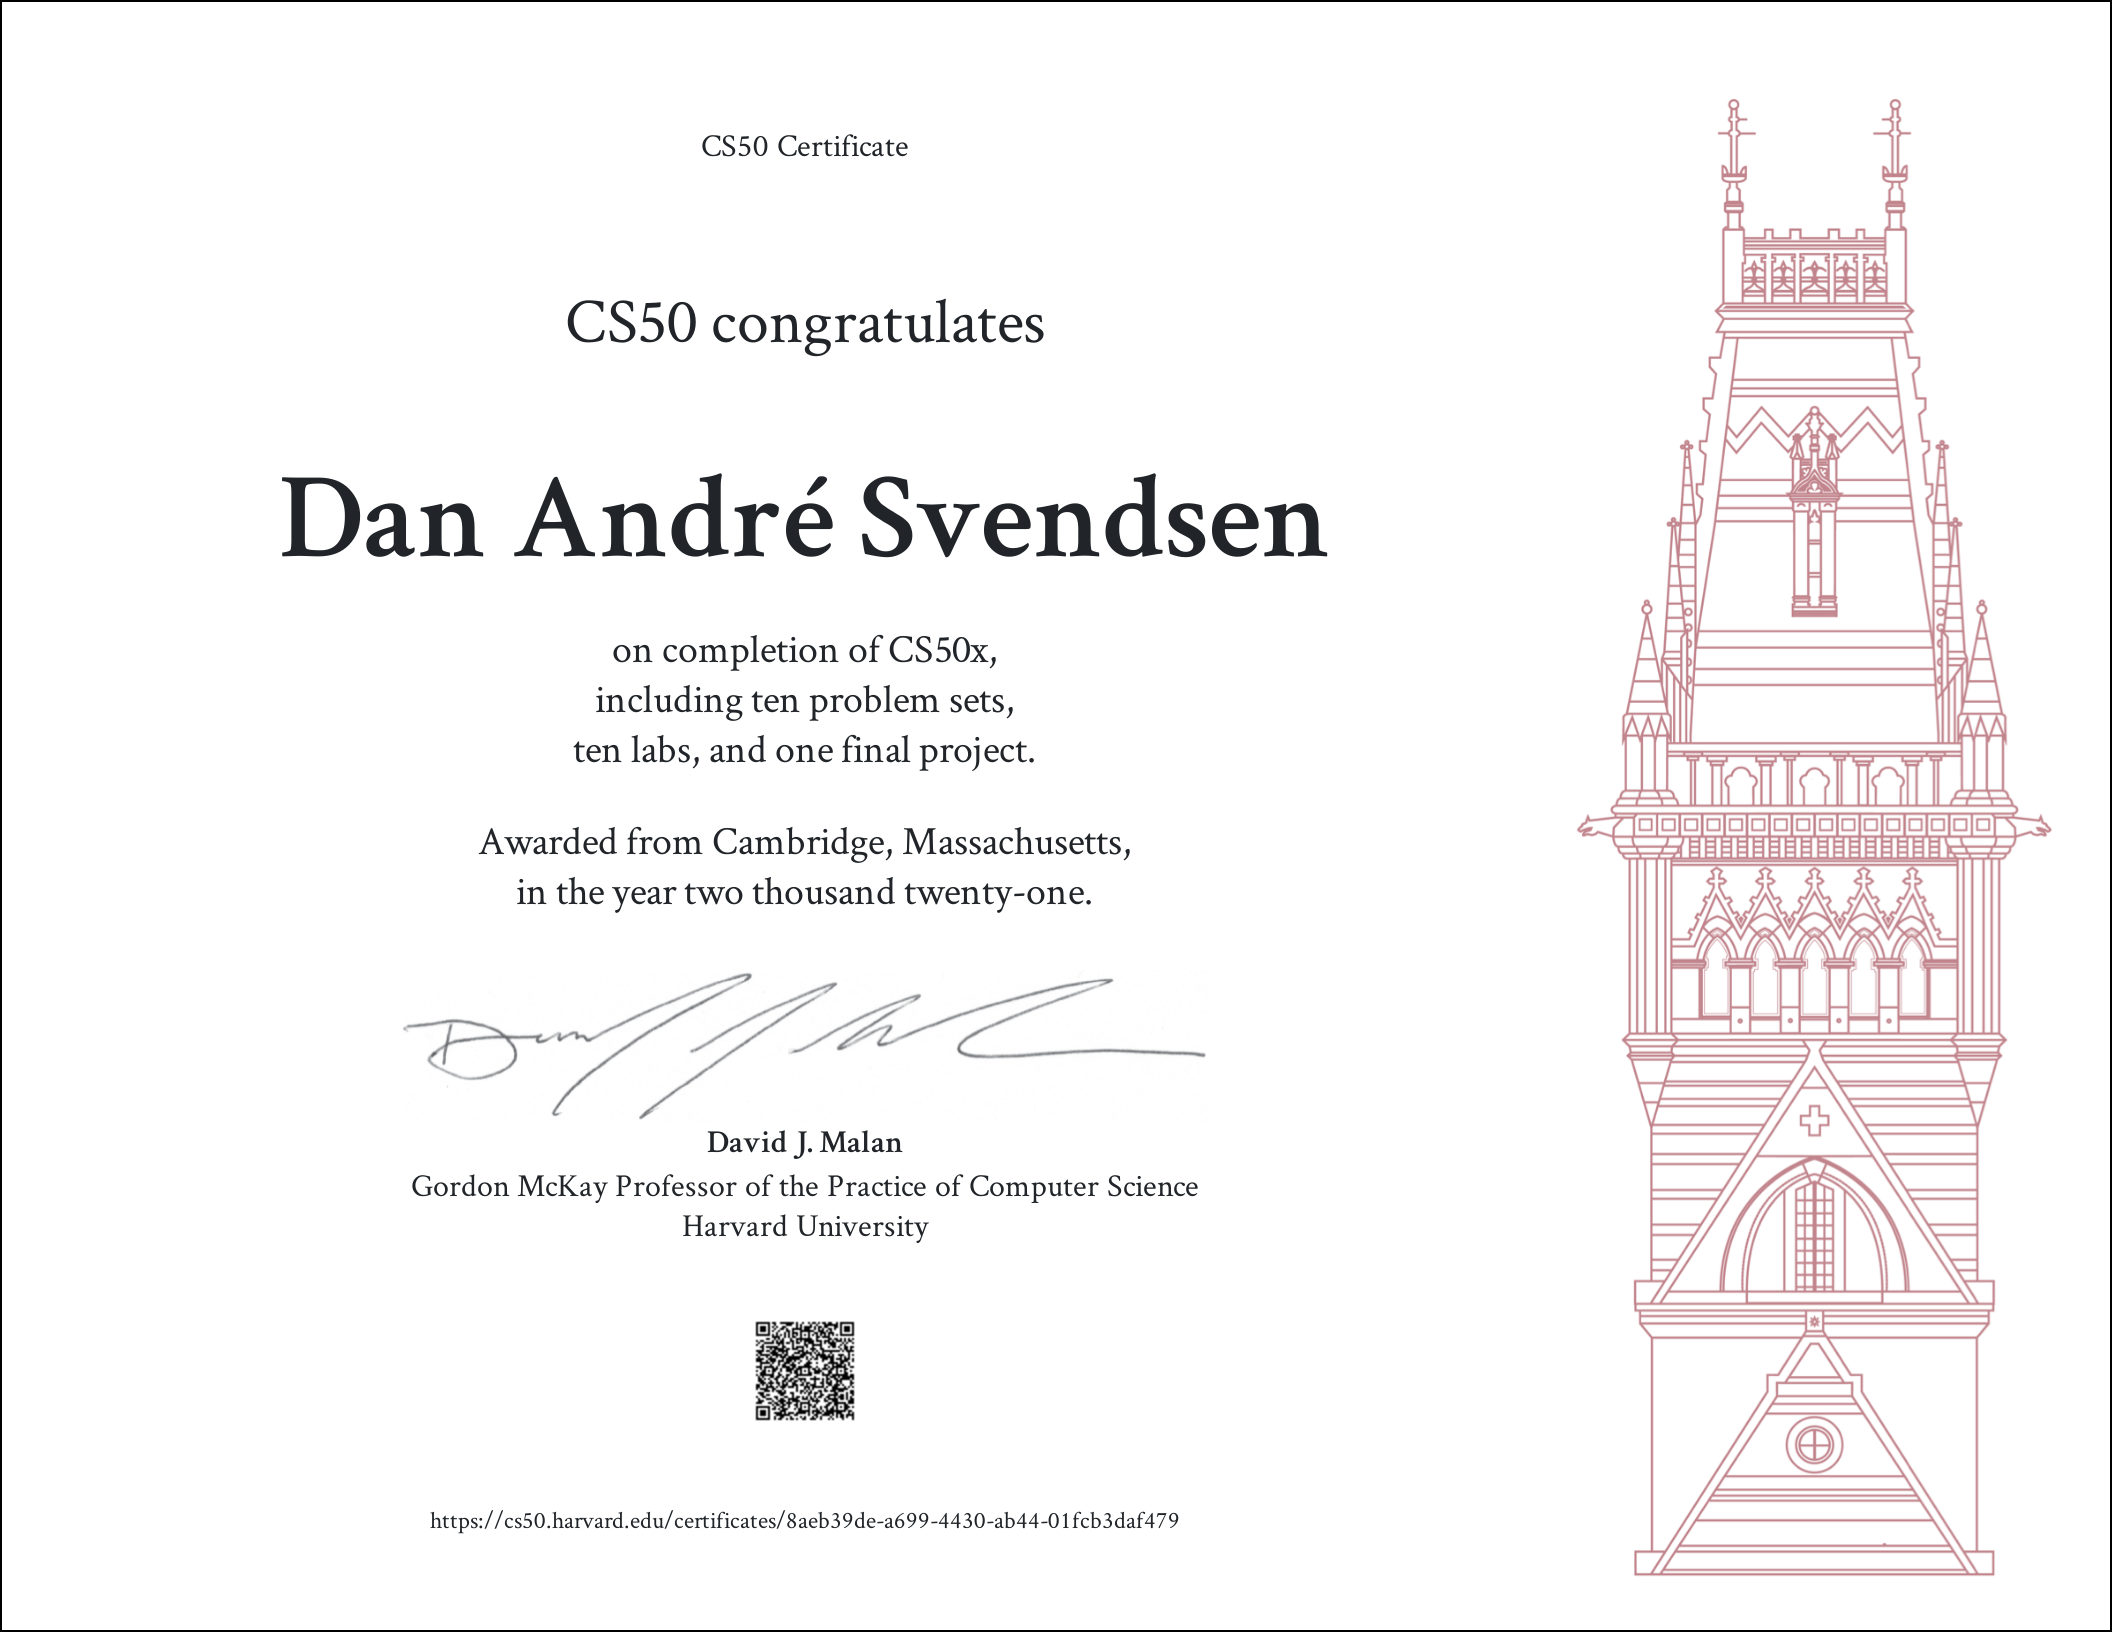 CS50 Certificate
CS50 congratulates
Dan André Svendsen
on completion of CS50x,
including ten problem sets,
ten labs, and one final project.
Awarded from Cambridge, Massachusetts,
in the year two thousand twenty-one.
David J. Malan
Gordon McKay Professor of the Practice of Computer Science
Harvard University
https://cs50.harvard.edu/certificates/8aeb39de-a699-4430-ab44-01fcb3daf479